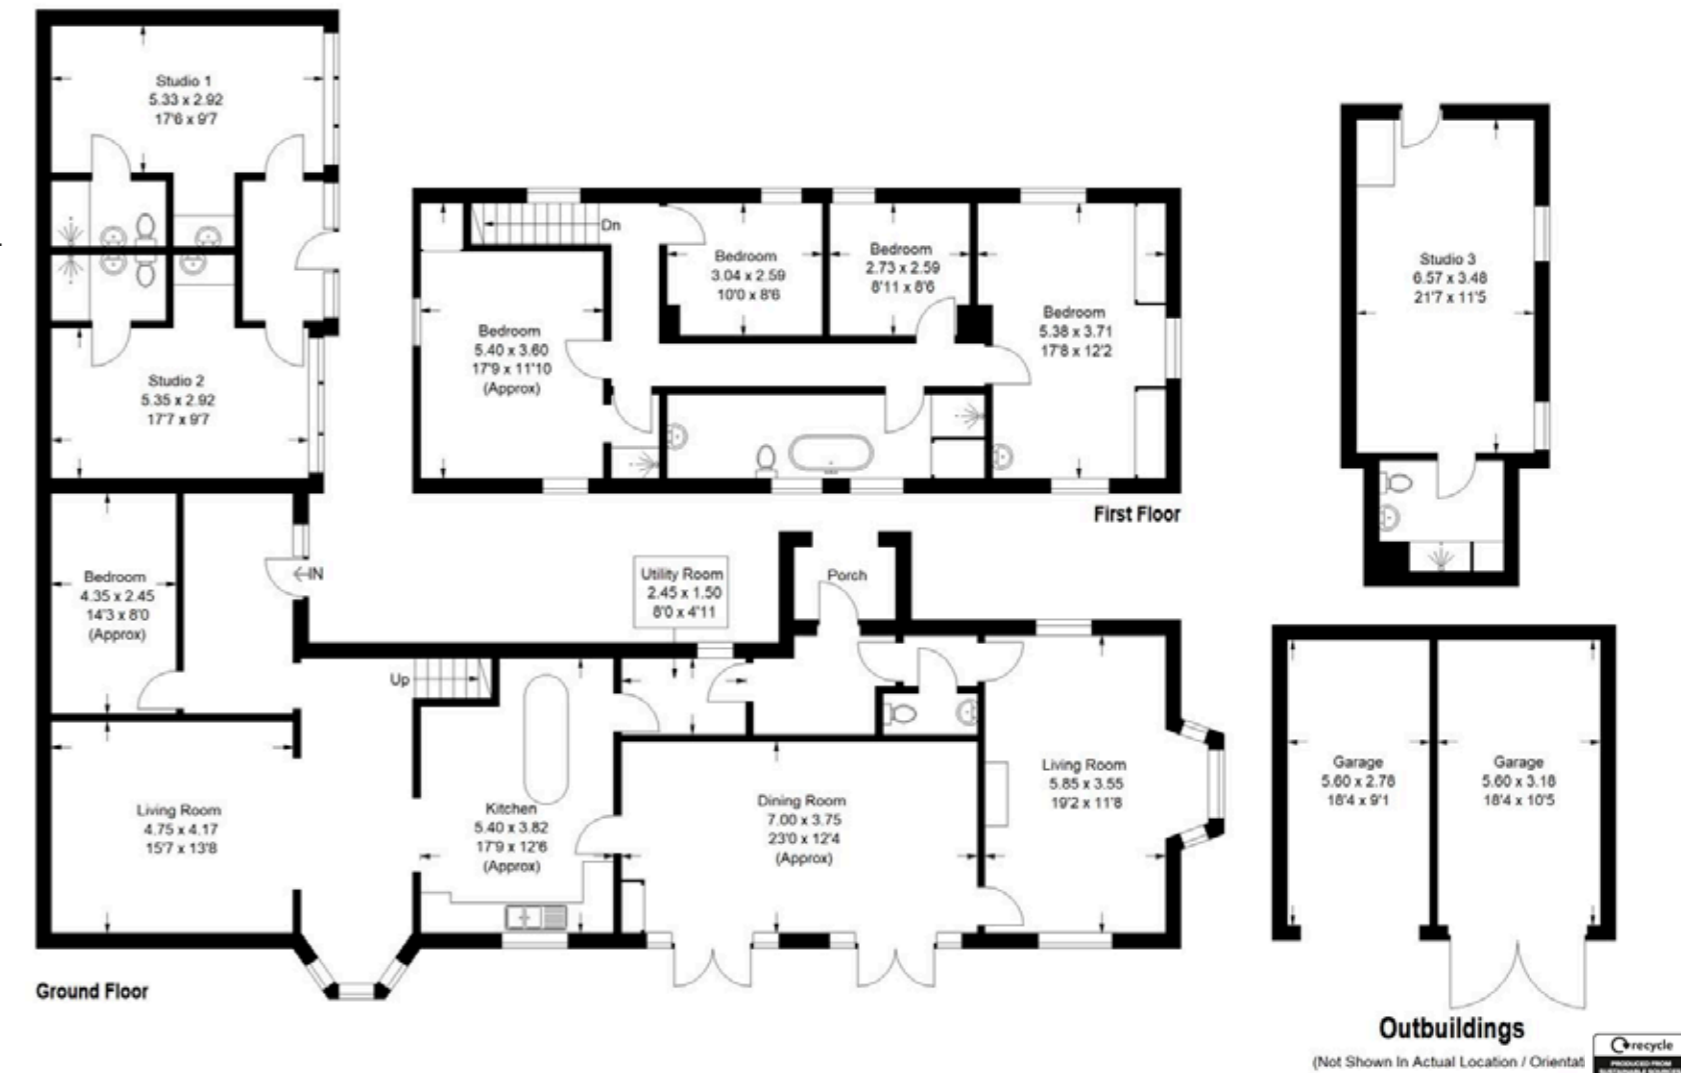 Studio 1
5.33 x 2.92
17'6 x 9'7
Studio 2
5.35 x 2.92
17'7 x 9'7
Bedroom
4.35 x 2.45
14'3 x 8'0
(Approx)
IN
Living Room
4.75 x 4.17
15'7 x 13'8
Up
Kitchen
5.40 x 3.82
17'9 x 12'6
(Approx)
Utility Room
2.45 x 1.50
8'0 x 4'11
Porch
Dining Room
7.00 x 3.75
23'0 x 12'4
(Approx)
Living Room
5.85 x 3.55
19'2 x 11'8
Ground Floor
Dn
Bedroom
5.40 x 3.60
17'9 x 11'10
(Approx)
Bedroom
3.04 x 2.59
10'0 x 8'6
Bedroom
2.73 x 2.59
8'11 x 8'6
Bedroom
5.38 x 3.71
17'8 x 12'2
First Floor
Studio 3
6.57 x 3.48
21'7 x 11'5
Garage
5.60 x 2.78
18'4 x 9'1
Garage
5.60 x 3.18
18'4 x 10'5
Outbuildings
(Not Shown In Actual Location / Orientati
recycle
PRODUCED FROM